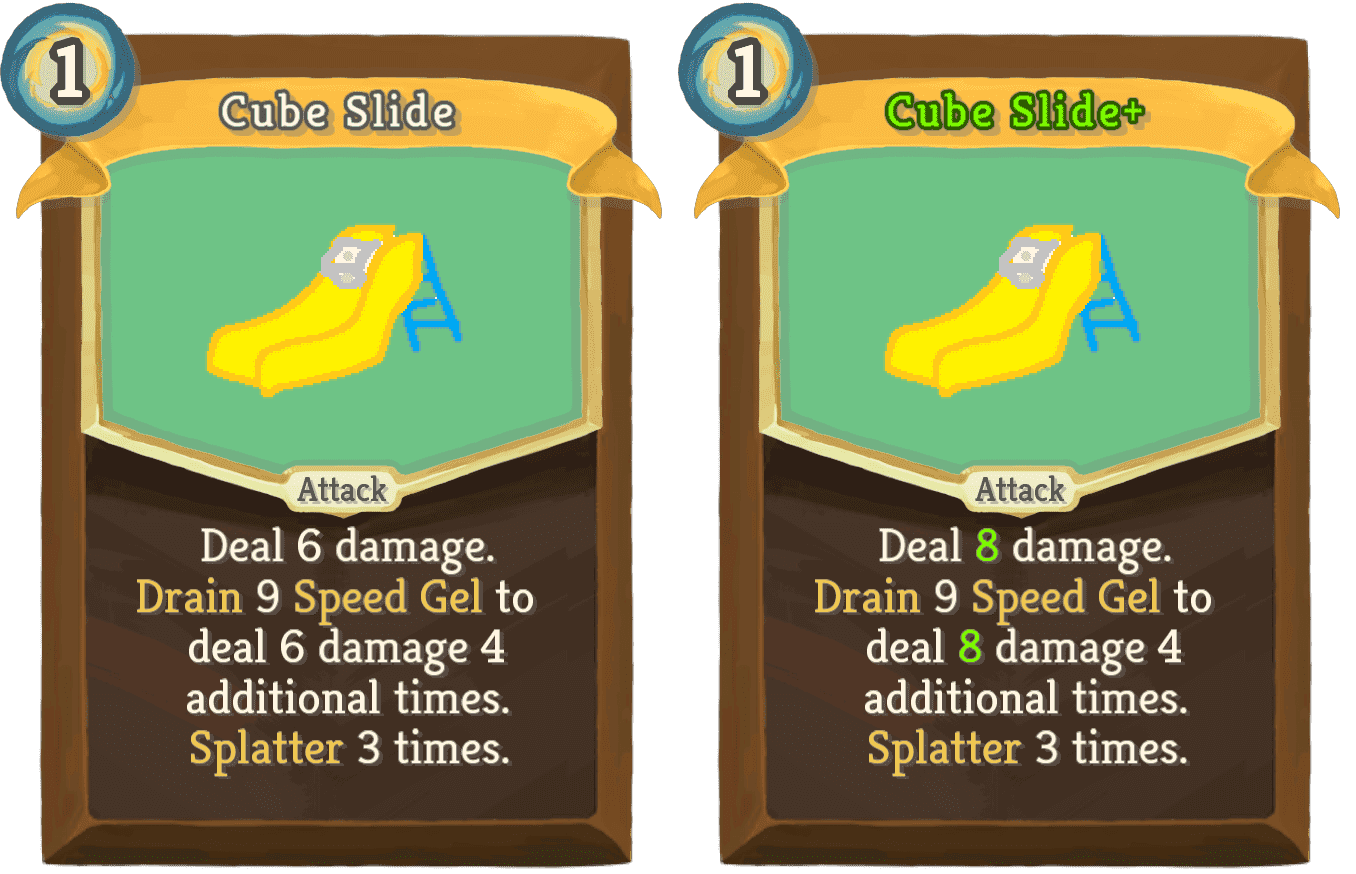 1
Cube Slide
Attack
Deal 6 damage.
Drain 9 Speed Gel to
deal 6 damage 4
additional times.
Splatter 3 times.
1
Cube Slide+
Attack
Deal 8 damage.
Drain 9 Speed Gel to
deal 8 damage 4
additional times.
Splatter 3 times.